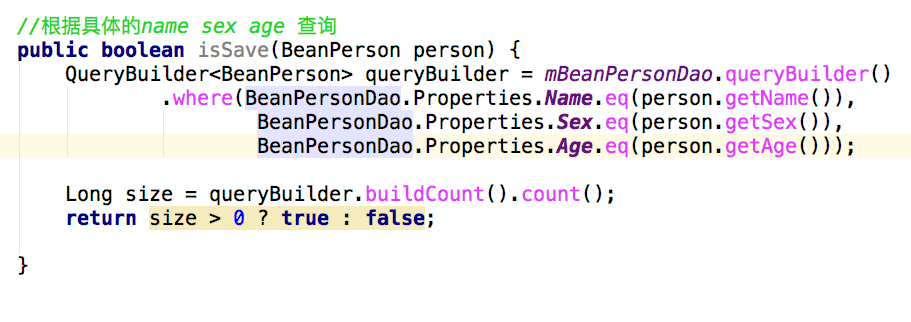 //根据具体的name sex age 查询
public boolean isSave(BeanPerson person) {
    QueryBuilder<BeanPerson> queryBuilder = mBeanPersonDao.queryBuilder()
            .where(BeanPersonDao.Properties.Name.eq(person.getName()),
                    BeanPersonDao.Properties.Sex.eq(person.getSex()),
                    BeanPersonDao.Properties.Age.eq(person.getAge()));
    Long size = queryBuilder.buildCount().count();
    return size > 0 ? true : false;
}